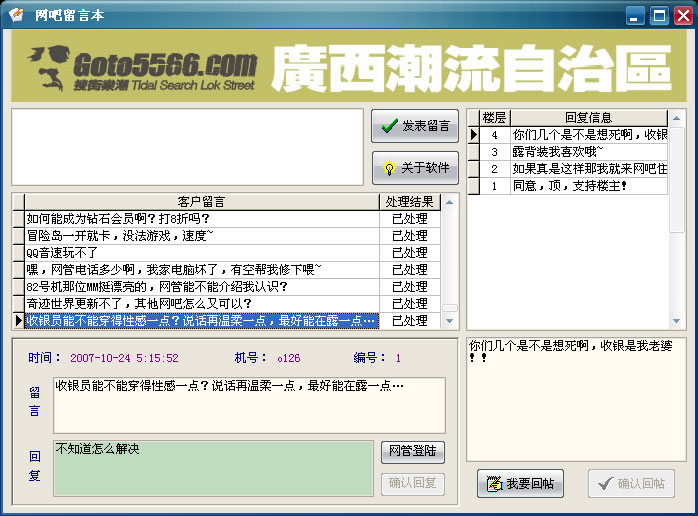 网吧留言本
Goto5566.com
搜街樂潮 Tidal Search Lok Street
廣西潮流自治區
发表留言
关于软件
客户留言 处理结果
如何能成为钻石会员啊？打8折吗？ 已处理
冒险岛一开就卡，没法游戏，速度~ 已处理
QQ音速玩不了 已处理
嘿，网管电话多少啊，我家电脑坏了，有空帮我修下喂~ 已处理
82号机那位MM挺漂亮的，网管能不能介绍我认识？ 已处理
奇迹世界更新不了，其他网吧怎么又可以？ 已处理
收银员能不能穿得性感一点？说话再温柔一点，最好能在露一点… 已处理
楼层 回复信息
4 你们几个是不是想死啊，收银
3 露背装我喜欢哦~
2 如果真是这样那我就来网吧住
1 同意，顶，支持楼主！
时间： 2007-10-24 5:15:52 机号： o126 编号： 1
留言
收银员能不能穿得性感一点？说话再温柔一点，最好能在露一点…
回复
不知道怎么解决
网管登陆
确认回复
你们几个是不是想死啊，收银是我老婆
！！
我要回帖
确认回帖